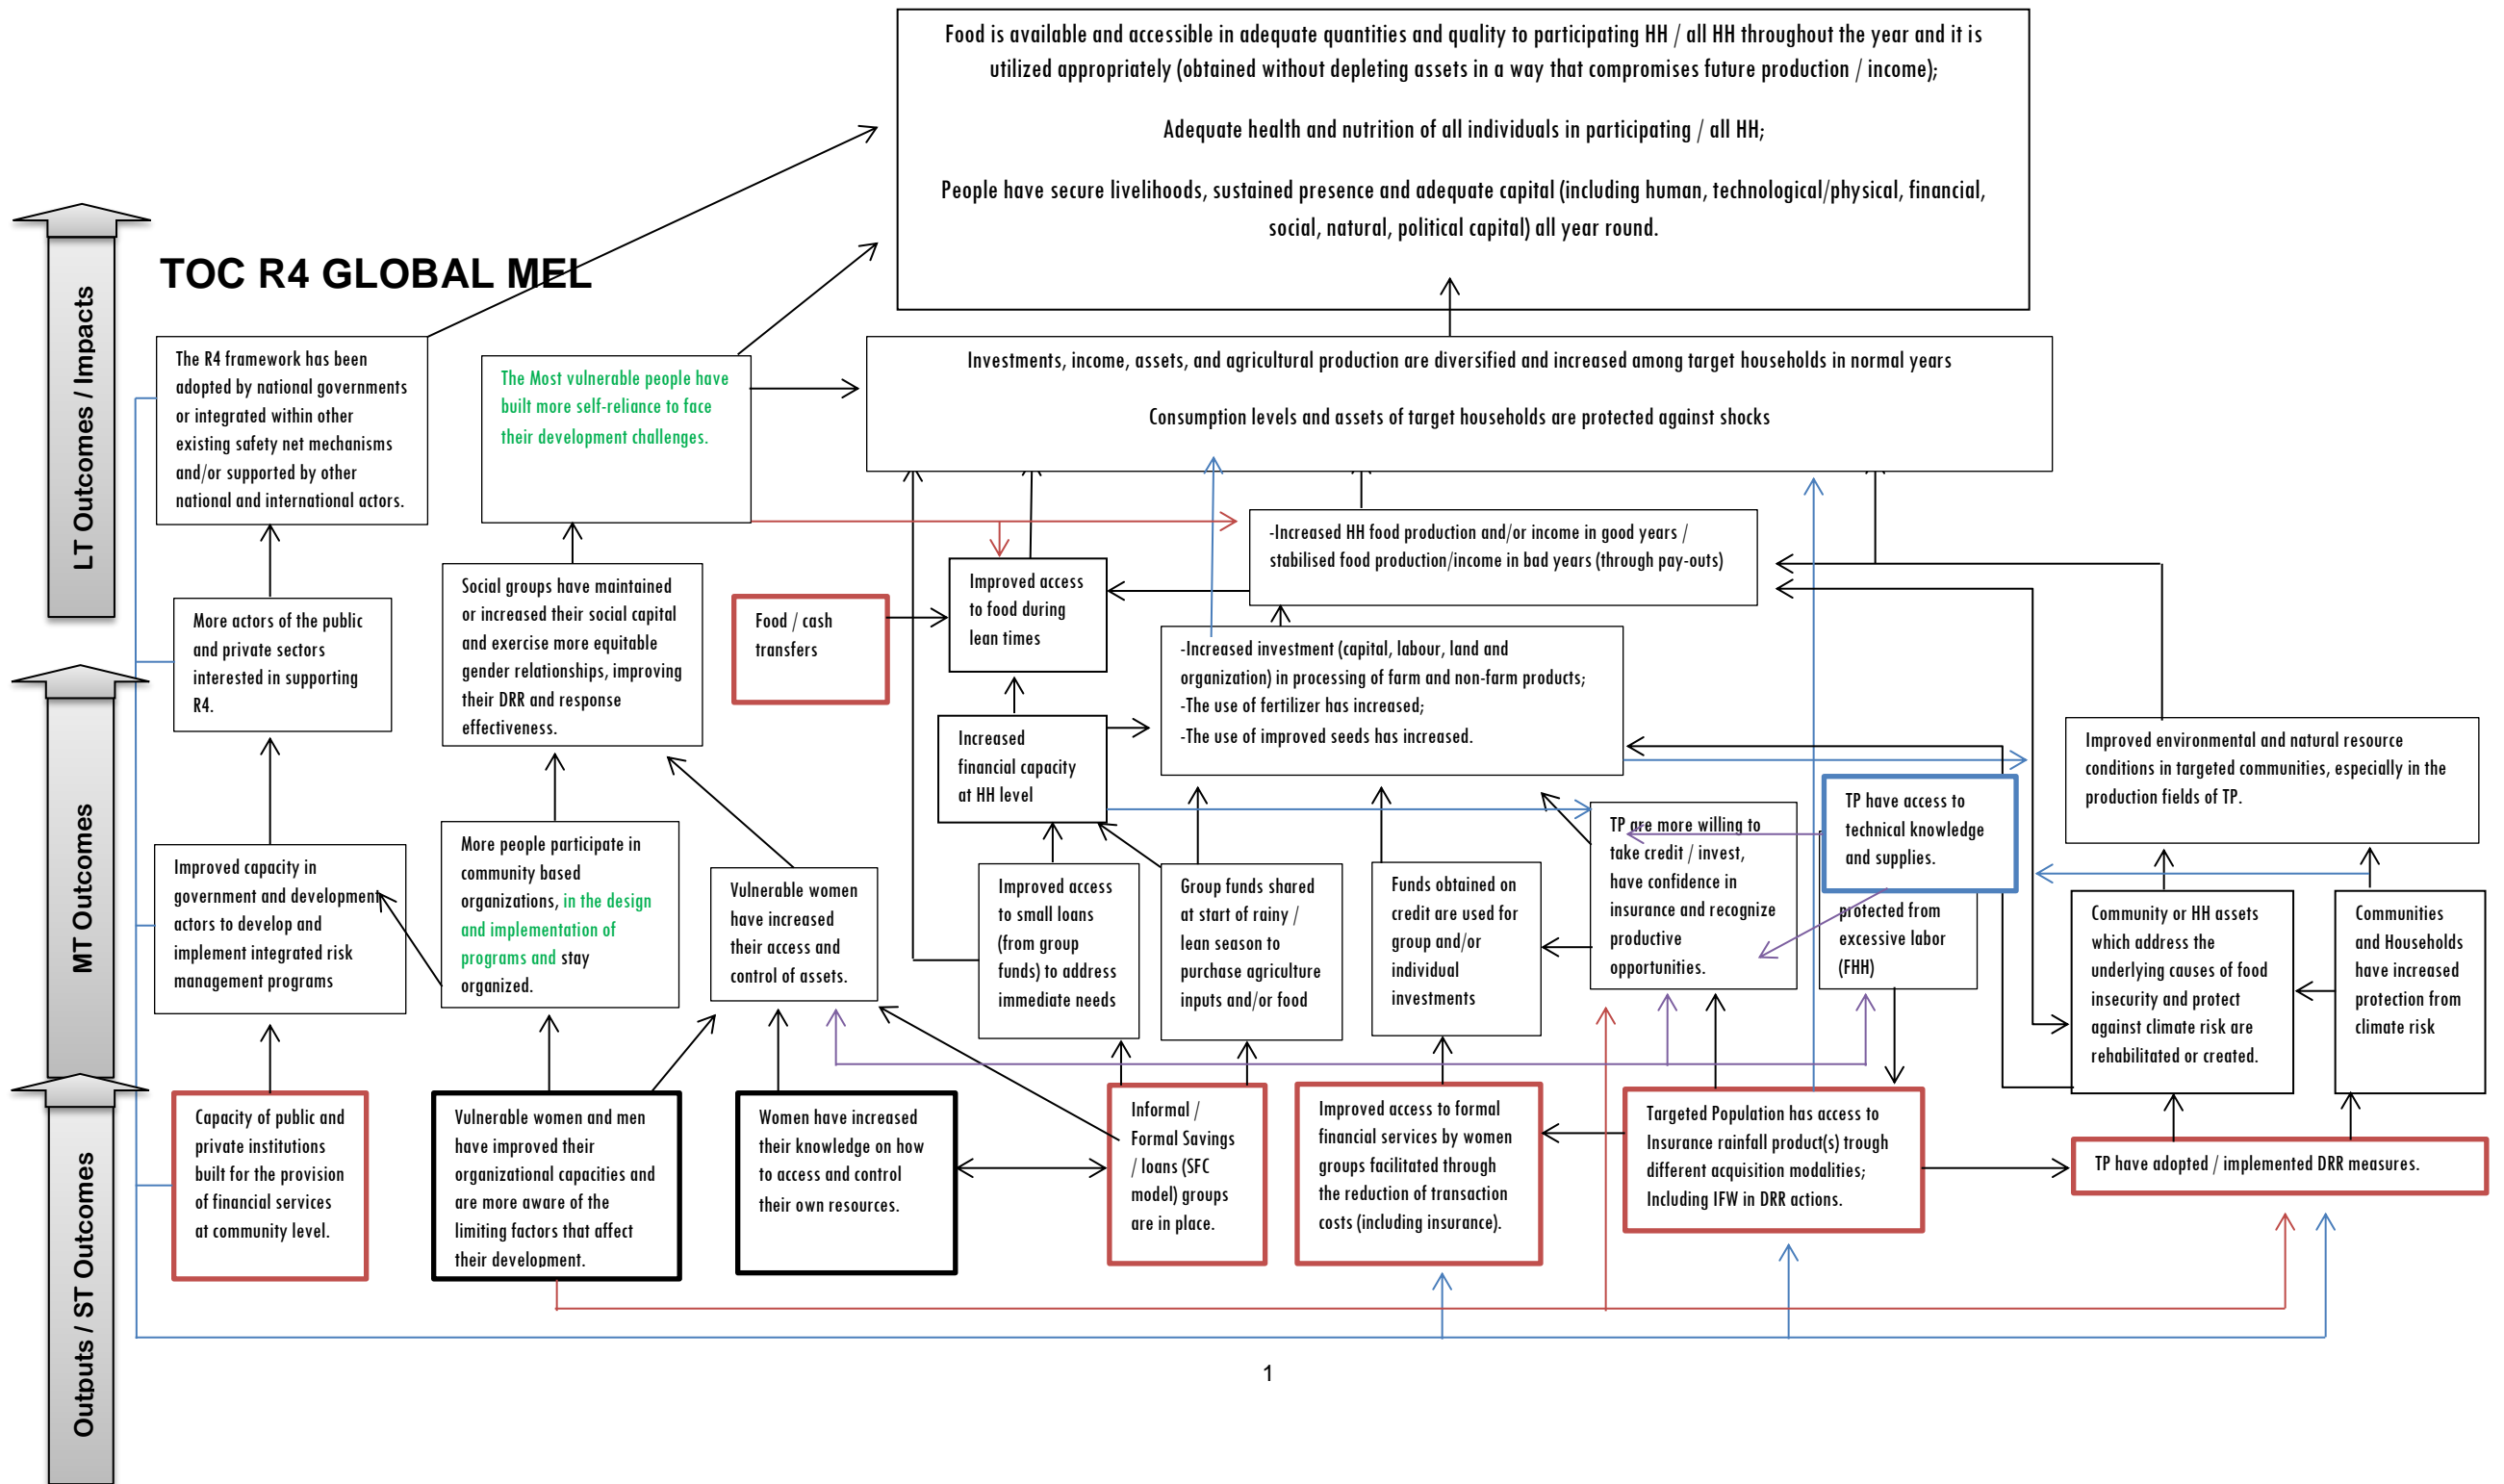 Food is available and accessible in adequate quantities and quality to participating HH / all HH throughout the year and it is
utilized appropriately (obtained without depleting assets in a way that compromises future production / income);
Adequate health and nutrition of all individuals in participating / all HH;
People have secure livelihoods, sustained presence and adequate capital (including human, technological/physical, financial,
social, natural, political capital) all year round.
TOC R4 GLOBAL MEL
LT Outcomes / Impacts
MT Outcomes
Outputs / ST Outcomes
The R4 framework has been
adopted by national governments
or integrated within other
existing safety net mechanisms
and/or supported by other
national and international actors.
The Most vulnerable people have
built more self-reliance to face
their development challenges.
Investments, income, assets, and agricultural production are diversified and increased among target households in normal years
Consumption levels and assets of target households are protected against shocks
-Increased HH food production and/or income in good years /
stabilised food production/income in bad years (through pay-outs)
More actors of the public
and private sectors
interested in supporting
R4.
Social groups have maintained
or increased their social capital
and exercise more equitable
gender relationships, improving
their DRR and response
effectiveness.
Food / cash
transfers
Improved access
to food during
lean times
-Increased investment (capital, labour, land and
organization) in processing of farm and non-farm products;
-The use of fertilizer has increased;
-The use of improved seeds has increased.
Increased
financial capacity
at HH level
Improved environmental and natural resource
conditions in targeted communities, especially in the
production fields of TP.
Improved capacity in
government and development
actors to develop and
implement integrated risk
management programs
More people participate in
community based
organizations, in the design
and implementation of
programs and stay
organized.
Vulnerable women
have increased
their access and
control of assets.
Improved access
to small loans
(from group
funds) to address
immediate needs
Group funds shared
at start of rainy /
lean season to
purchase agriculture
inputs and/or food
Funds obtained on
credit are used for
group and/or
individual
investments
TP are more willing to
take credit / invest,
have confidence in
insurance and recognize
productive
opportunities.
TP have access to
technical knowledge
and supplies.
protected from
excessive labor
(FHH)
Community or HH assets
which address the
underlying causes of food
insecurity and protect
against climate risk are
rehabilitated or created.
Communities
and Households
have increased
protection from
climate risk
Capacity of public and
private institutions
built for the provision
of financial services
at community level.
Vulnerable women and men
have improved their
organizational capacities and
are more aware of the
limiting factors that affect
their development.
Women have increased
their knowledge on how
to access and control
their own resources.
Informal /
Formal Savings
/ loans (SFC
model) groups
are in place.
Improved access to formal
financial services by women
groups facilitated through
the reduction of transaction
costs (including insurance).
Targeted Population has access to
Insurance rainfall product(s) trough
different acquisition modalities;
Including IFW in DRR actions.
TP have adopted / implemented DRR measures.
1